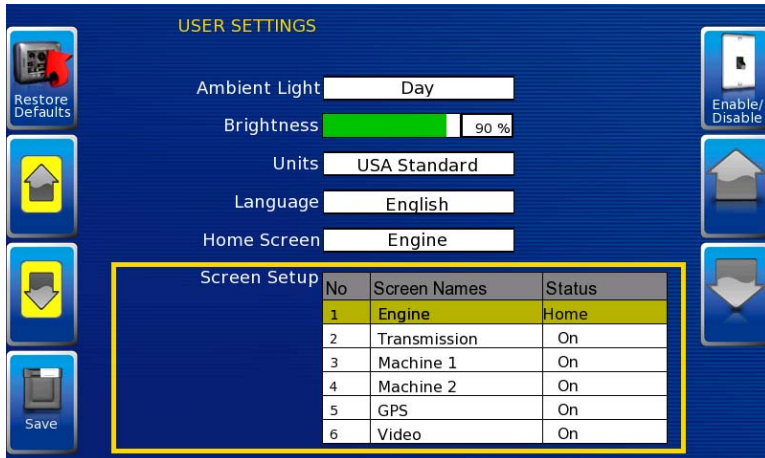 USER SETTINGS
Restore
Defaults
Enable/
Disable
Ambient Light Day
Brightness 90 %
Units USA Standard
Language English
Home Screen Engine
Screen Setup
No Screen Names Status
1 Engine Home
2 Transmission On
3 Machine 1 On
4 Machine 2 On
5 GPS On
6 Video On
Save